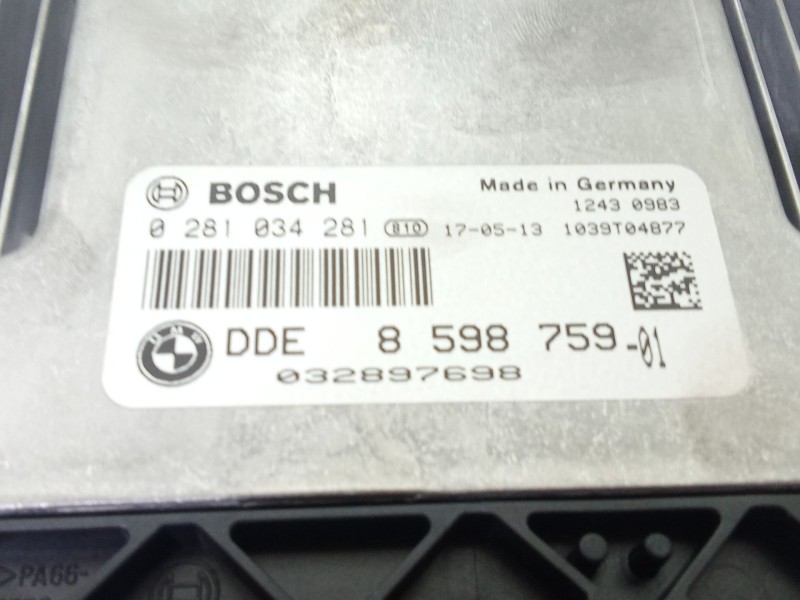 BOSCH Made in Germany
1243 0983
0 281 034 281 810 17-05-13 1039T04877
BMW
DDE 8 598 759-01
032897698
>PA66-